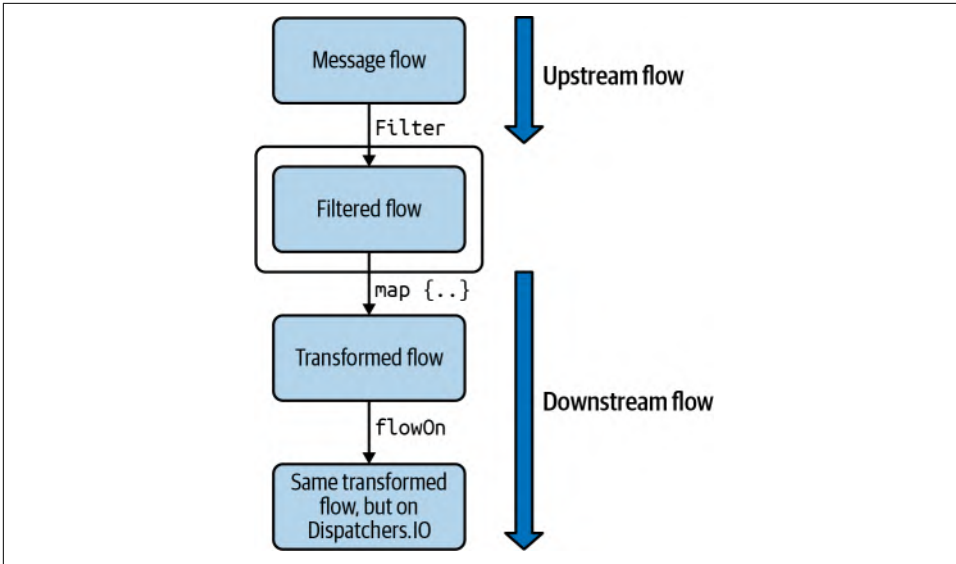 Message flow
Upstream flow
Filter
Filtered flow
map {..}
Transformed flow
Downstream flow
flowOn
Same transformed
flow, but on
Dispatchers.IO